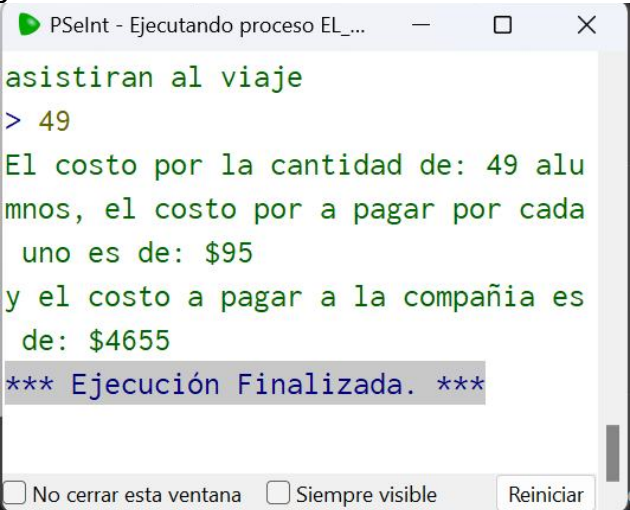 PSeInt - Ejecutando proceso EL_...
asistiran al viaje
> 49
El costo por la cantidad de: 49 alu
mnos, el costo por a pagar por cada
uno es de: $95
y el costo a pagar a la compañia es
de: $4655
*** Ejecución Finalizada. ***
No cerrar esta ventana Siempre visible Reiniciar